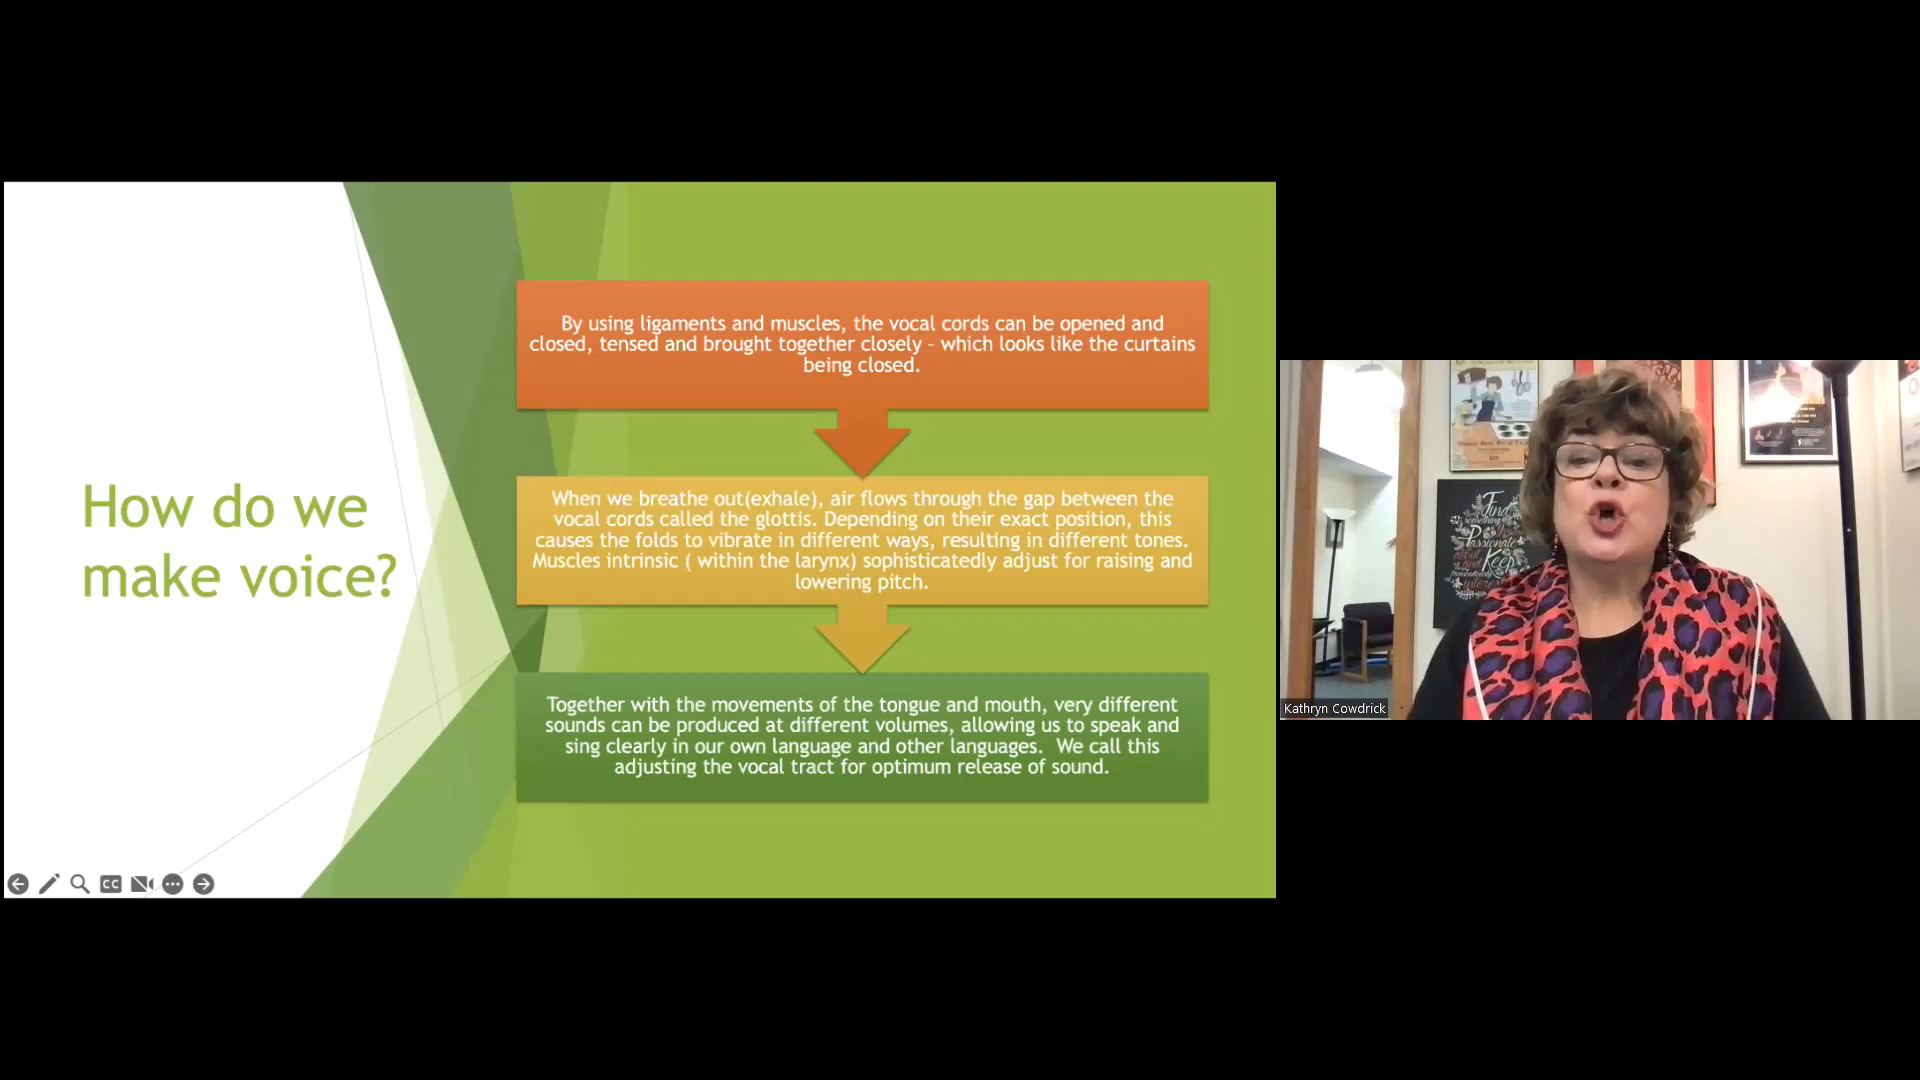 How do we
make voice?
By using ligaments and muscles, the vocal cords can be opened and
closed, tensed and brought together closely – which looks like the curtains
being closed.
When we breathe out(exhale), air flows through the gap between the
vocal cords called the glottis. Depending on their exact position, this
causes the folds to vibrate in different ways, resulting in different tones.
Muscles intrinsic ( within the larynx) sophisticatedly adjust for raising and
lowering pitch.
Together with the movements of the tongue and mouth, very different
sounds can be produced at different volumes, allowing us to speak and
sing clearly in our own language and other languages.  We call this
adjusting the vocal tract for optimum release of sound.
CC
Find
something
Passionate
Keep
Kathryn Cowdrick